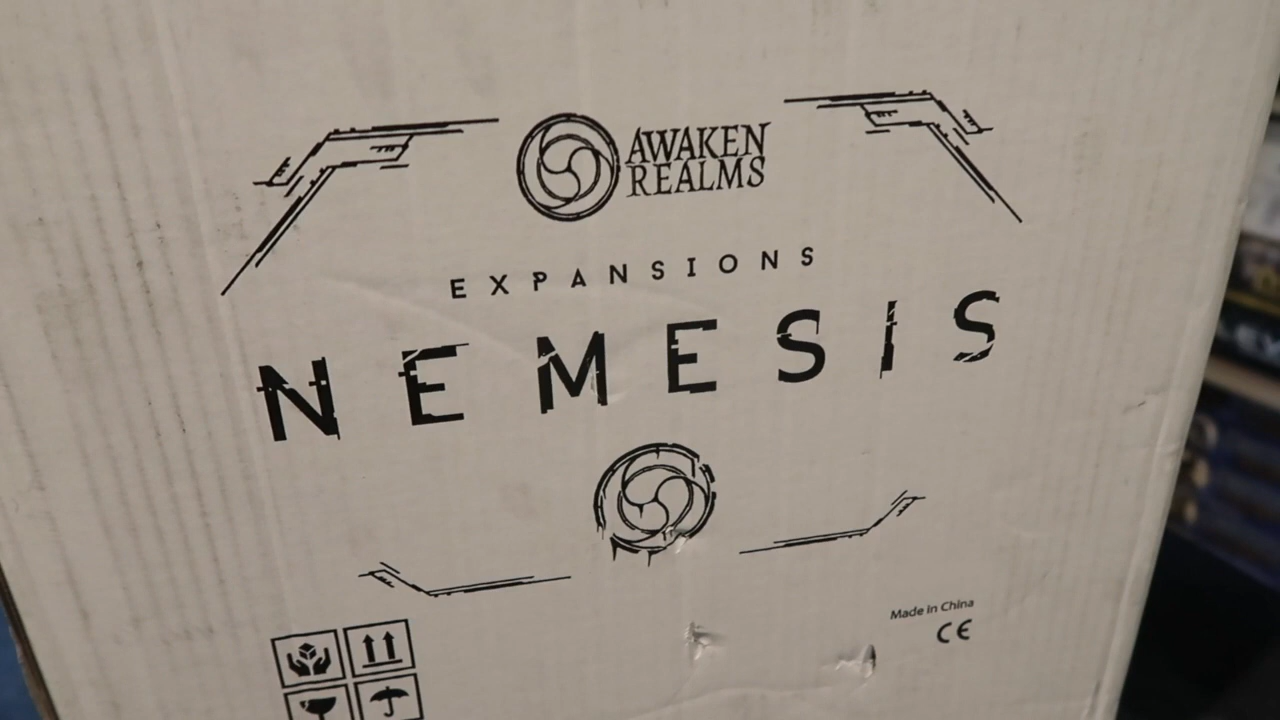 AWAKEN
REALMS
EXPANSIONS
NEMESIS
Made in China
CE